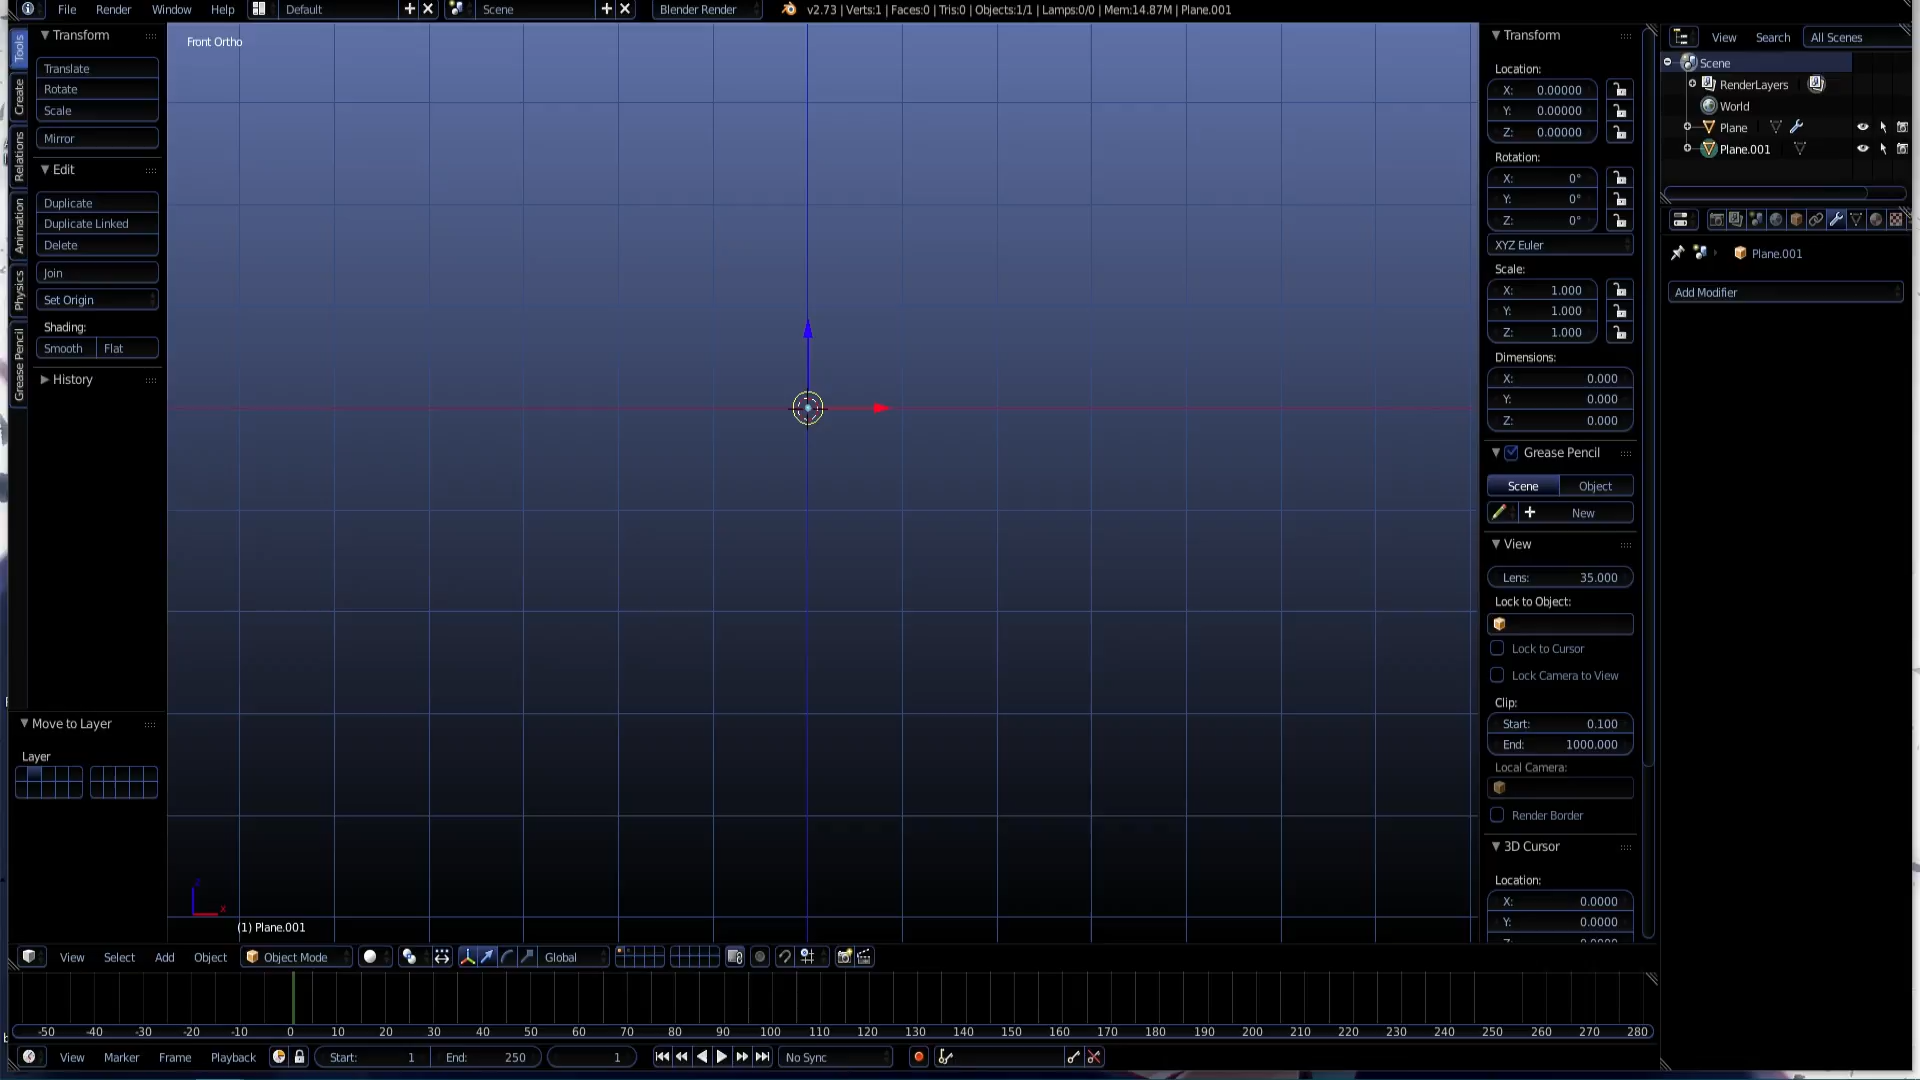 File Render Window Help Default Scene Blender Render v2.73 | Verts:1 | Faces:0 | Tris:0 | Objects:1/1 | Lamps:0/0 | Mem:14.87M | Plane.001
Tools
Create
Relations
Animation
Physics
Grease Pencil
Transform
Translate
Rotate
Scale
Mirror
Edit
Duplicate
Duplicate Linked
Delete
Join
Set Origin
Shading:
Smooth Flat
History
Move to Layer
Layer
Front Ortho
z
x
(1) Plane.001
Transform
Location:
X: 0.00000
Y: 0.00000
Z: 0.00000
Rotation:
X: 0°
Y: 0°
Z: 0°
XYZ Euler
Scale:
X: 1.000
Y: 1.000
Z: 1.000
Dimensions:
X: 0.000
Y: 0.000
Z: 0.000
Grease Pencil
Scene Object
New
View
Lens: 35.000
Lock to Object:
Lock to Cursor
Lock Camera to View
Clip:
Start: 0.100
End: 1000.000
Local Camera:
Render Border
3D Cursor
Location:
X: 0.0000
Y: 0.0000
View Search All Scenes
Scene
RenderLayers
World
Plane
Plane.001
Plane.001
Add Modifier
View Select Add Object Object Mode Global
-50 -40 -30 -20 -10 0 10 20 30 40 50 60 70 80 90 100 110 120 130 140 150 160 170 180 190 200 210 220 230 240 250 260 270 280
View Marker Frame Playback Start: 1 End: 250 1 No Sync